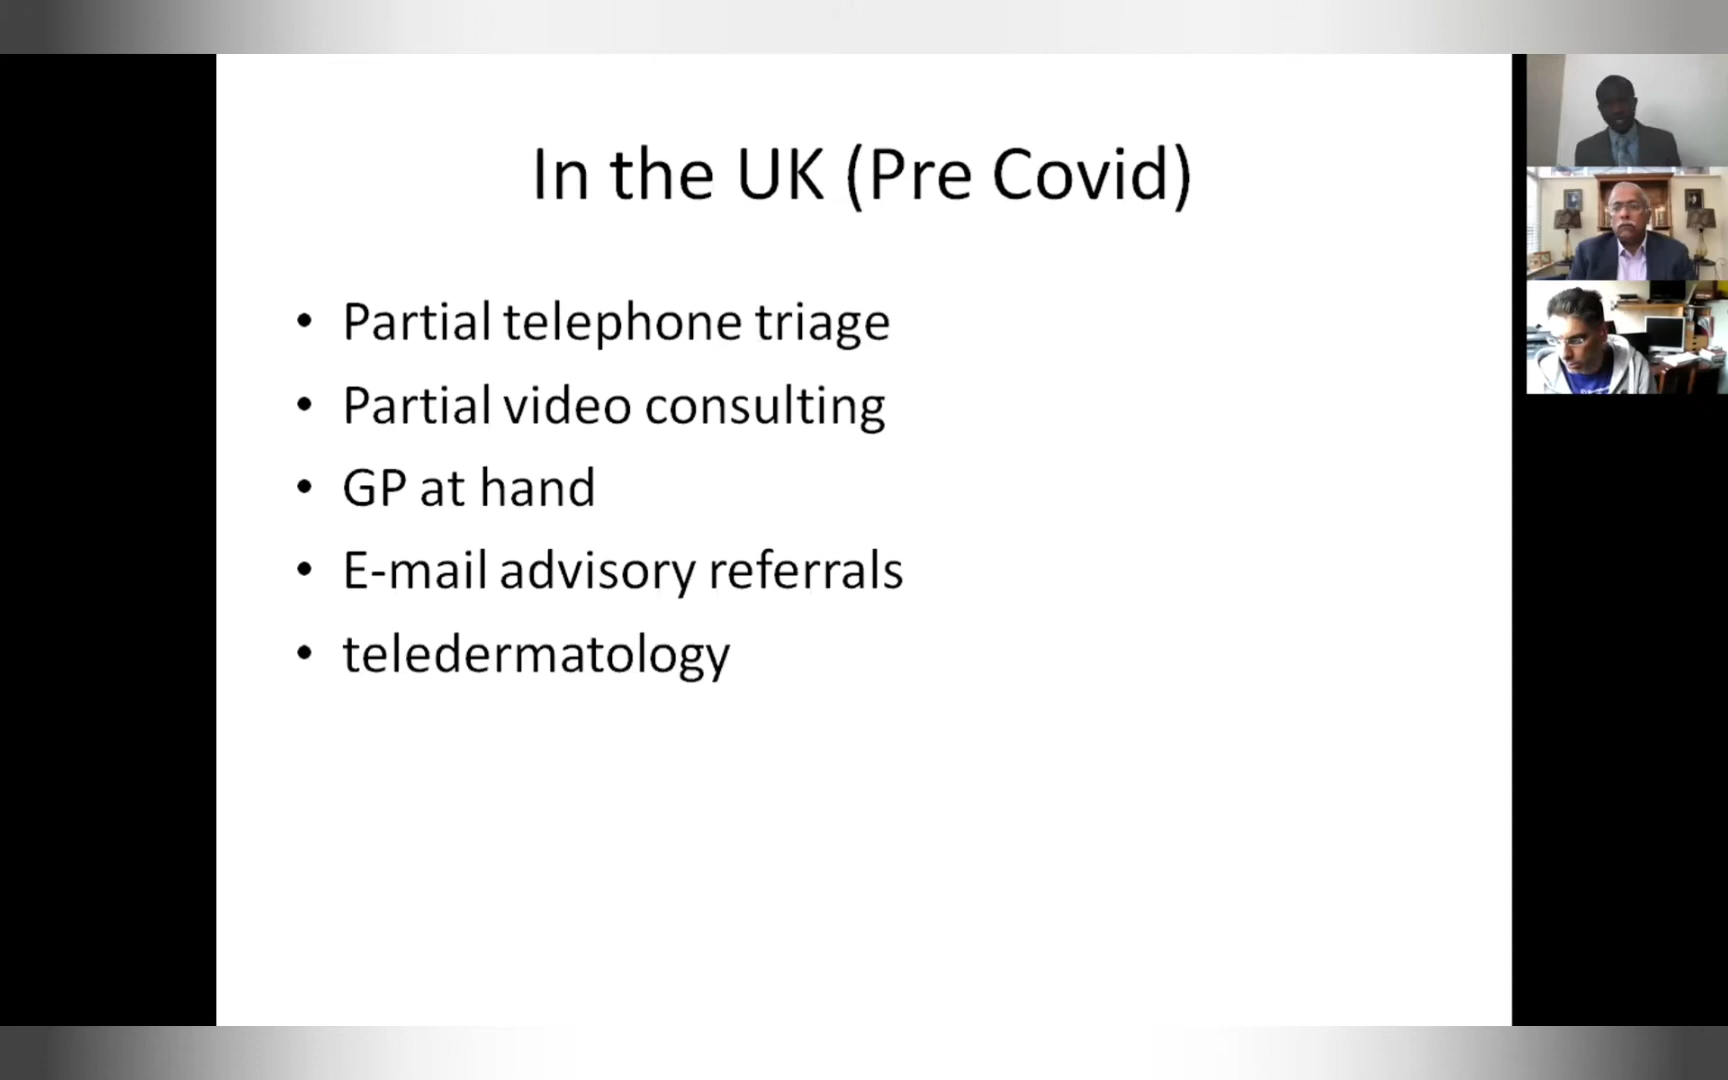 In the UK (Pre Covid)
• Partial telephone triage
• Partial video consulting
• GP at hand
• E-mail advisory referrals
• teledermatology